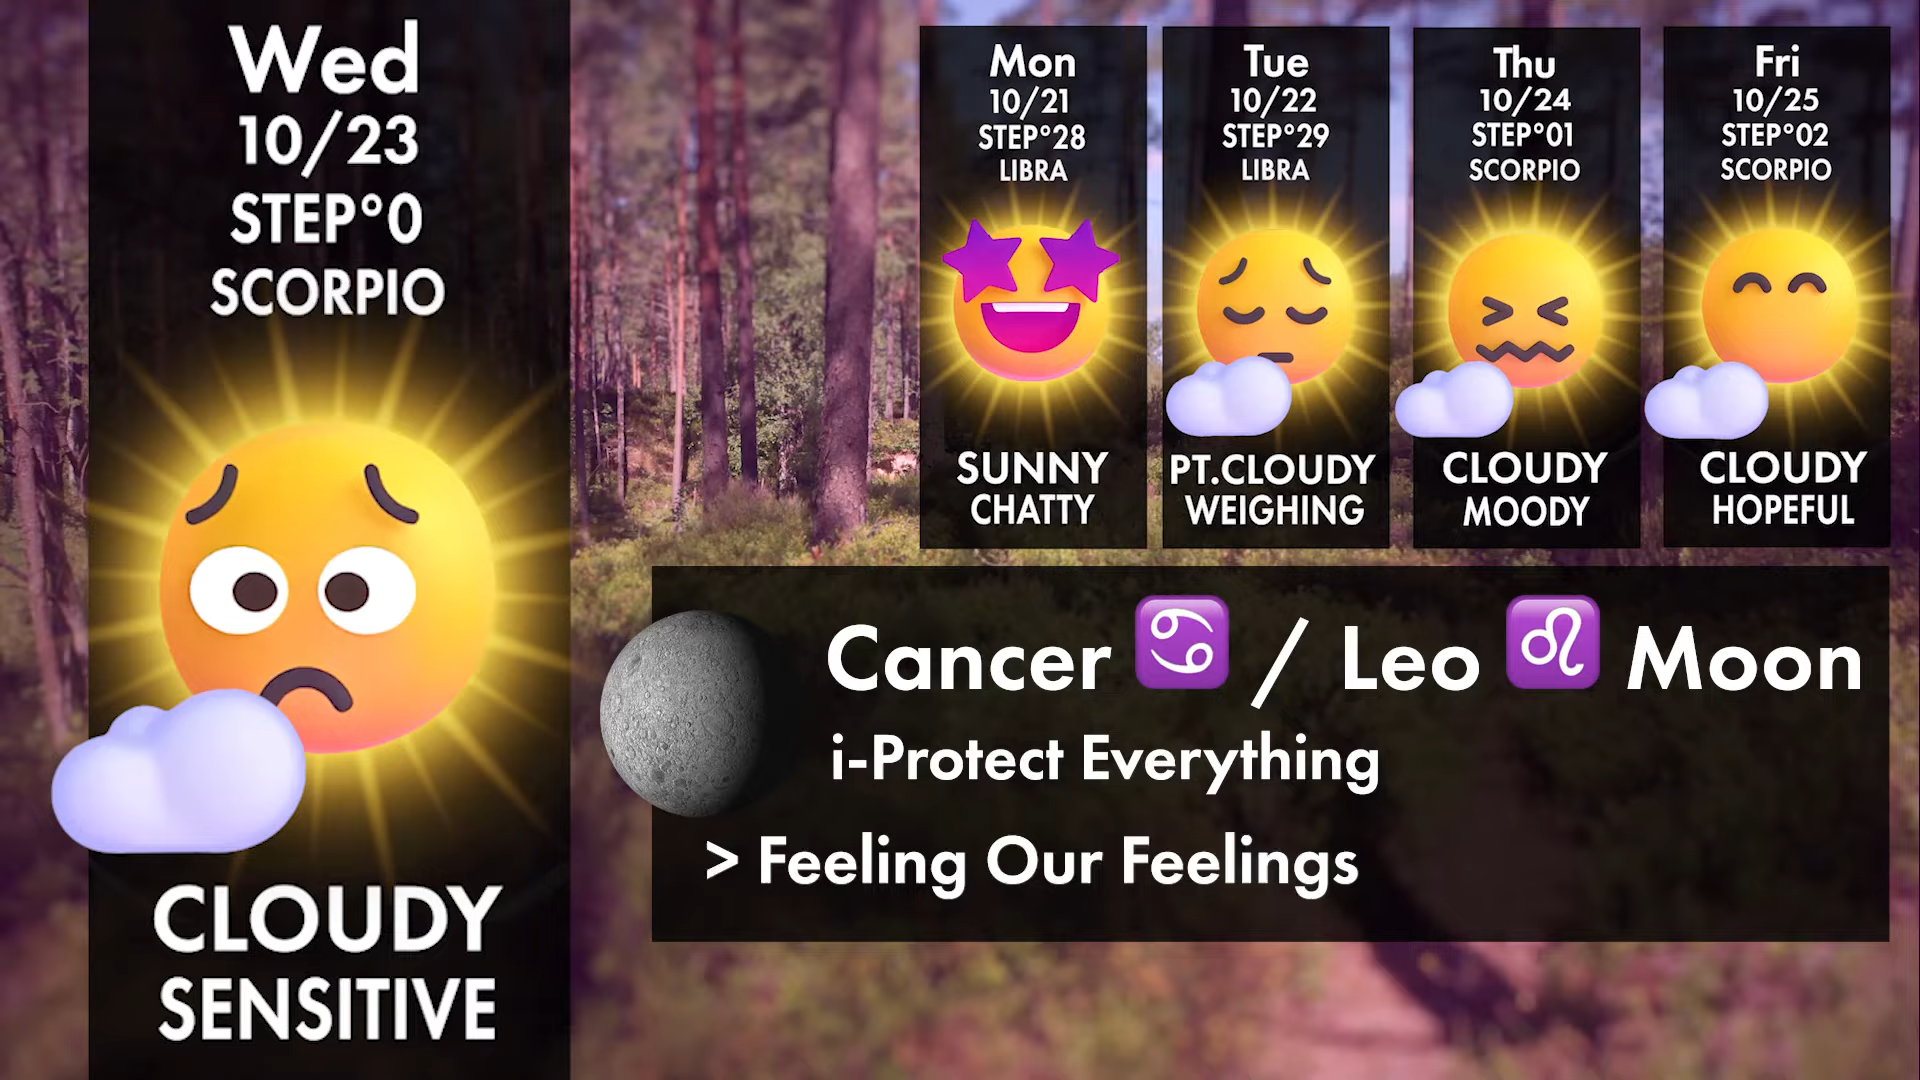 Wed
10/23
STEP°0
SCORPIO
CLOUDY
SENSITIVE
Mon
10/21
STEP°28
LIBRA
SUNNY
CHATTY
Tue
10/22
STEP°29
LIBRA
PT.CLOUDY
WEIGHING
Thu
10/24
STEP°01
SCORPIO
CLOUDY
MOODY
Fri
10/25
STEP°02
SCORPIO
CLOUDY
HOPEFUL
Cancer ♋ / Leo ♌ Moon
i-Protect Everything
> Feeling Our Feelings